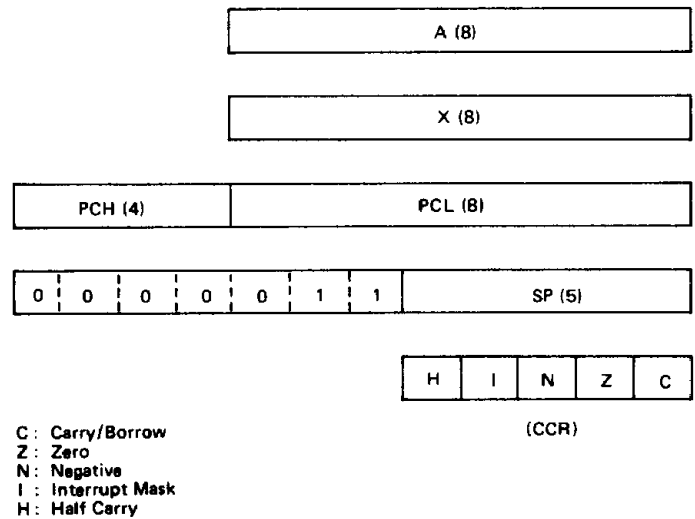 A (8)
X (8)
PCH (4) PCL (8)
0 0 0 0 0 1 1 SP (5)
H I N Z C
(CCR)
C : Carry/Borrow
Z : Zero
N : Negative
I : Interrupt Mask
H : Half Carry